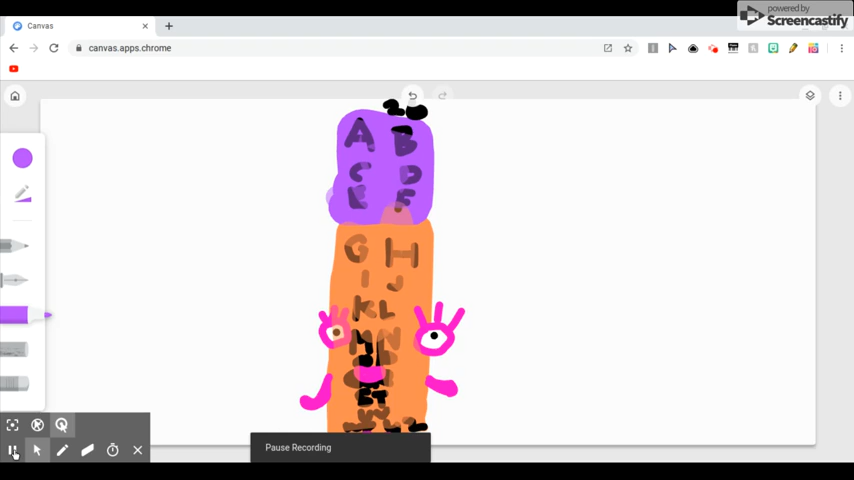 powered by
Screencastify
Canvas
canvas.apps.chrome
A B
C D
E F
G H
I J
K L
M N
Pause Recording